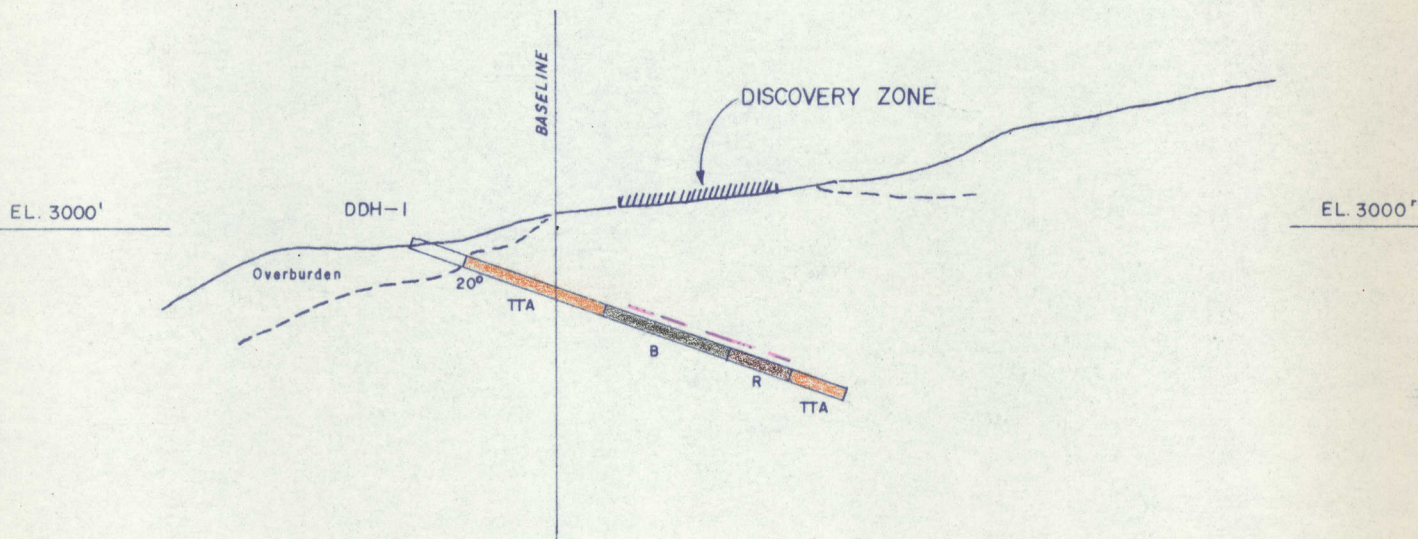 BASELINE
DISCOVERY ZONE
EL. 3000'
DDH-1
EL. 3000'
Overburden
20°
TTA
B
R
TTA